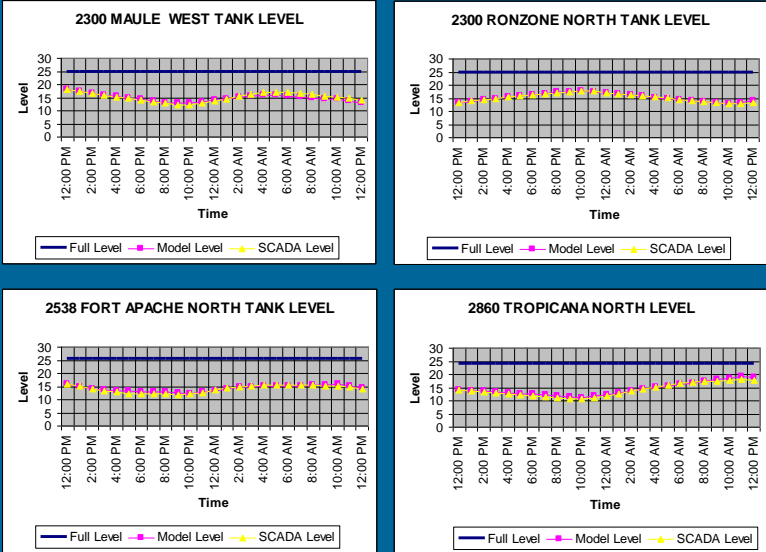 2300 MAULE WEST TANK LEVEL
30
25
20
15
10
5
0
Level
12:00 PM
2:00 PM
4:00 PM
6:00 PM
8:00 PM
10:00 PM
12:00 AM
2:00 AM
4:00 AM
6:00 AM
8:00 AM
10:00 AM
12:00 PM
Time
Full Level Model Level SCADA Level
2300 RONZONE NORTH TANK LEVEL
30
25
20
15
10
5
0
Level
12:00 PM
2:00 PM
4:00 PM
6:00 PM
8:00 PM
10:00 PM
12:00 AM
2:00 AM
4:00 AM
6:00 AM
8:00 AM
10:00 AM
12:00 PM
Time
Full Level Model Level SCADA Level
2538 FORT APACHE NORTH TANK LEVEL
30
25
20
15
10
5
0
Level
12:00 PM
2:00 PM
4:00 PM
6:00 PM
8:00 PM
10:00 PM
12:00 AM
2:00 AM
4:00 AM
6:00 AM
8:00 AM
10:00 AM
12:00 PM
Time
Full Level Model Level SCADA Level
2860 TROPICANA NORTH LEVEL
30
25
20
15
10
5
0
Level
12:00 PM
2:00 PM
4:00 PM
6:00 PM
8:00 PM
10:00 PM
12:00 AM
2:00 AM
4:00 AM
6:00 AM
8:00 AM
10:00 AM
12:00 PM
Time
Full Level Model Level SCADA Level